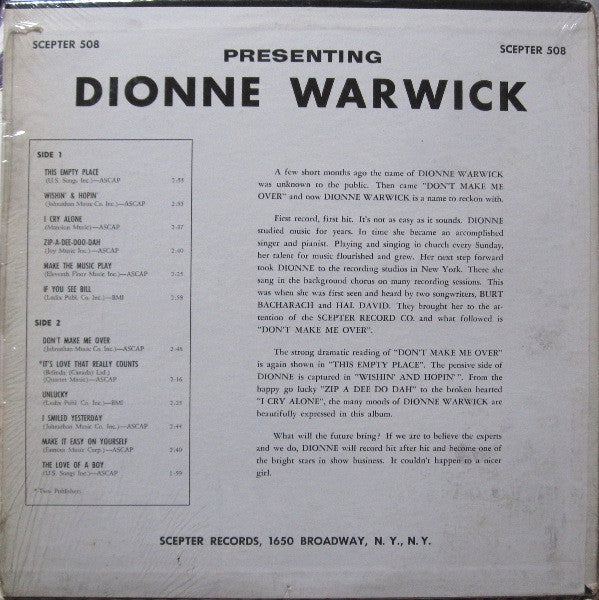 SCEPTER 508
SCEPTER 508
PRESENTING
DIONNE WARWICK
SIDE 1
THIS EMPTY PLACE
(U.S. Songs Inc.)—ASCAP 2:55
WISHIN' & HOPIN'
(Johnathan Music Co. Inc.)—ASCAP 2:55
I CRY ALONE
(Mansion Music)—ASCAP
ZIP-A-DEE-DOO-DAH
(Joy Music Inc.)—ASCAP 2:40
MAKE THE MUSIC PLAY
(Eleventh Floor Music Inc.)—ASCAP 2:25
IF YOU SEE BILL
(Ludix Publ. Co. Inc.)—BMI 2:58
SIDE 2
DON'T MAKE ME OVER
(Johnathan Music Co. Inc.)—ASCAP 2:46
*IT'S LOVE THAT REALLY COUNTS
(Belinda (Canada) Ltd.)
(Quartet Music)—ASCAP 2:16
UNLUCKY
(Ludix Publ. Co. Inc.)—BMI 2:25
I SMILED YESTERDAY
(Johnathan Music Co. Inc.)—ASCAP 2:44
MAKE IT EASY ON YOURSELF
(Famous Music Corp.)—ASCAP 2:40
THE LOVE OF A BOY
(U.S. Songs Inc.)—ASCAP 1:59
*Two Publishers
A few short months ago the name of DIONNE WARWICK
was unknown to the public. Then came "DON'T MAKE ME
OVER" and now DIONNE WARWICK is a name to reckon with.
First record, first hit. It's not as easy as it sounds. DIONNE
studied music for years. In time she became an accomplished
singer and pianist. Playing and singing in church every Sunday,
her talent for music flourished and grew. Her next step forward
took DIONNE to the recording studios in New York. There she
sang in the background chorus on many recording sessions. This
was when she was first seen and heard by two songwriters, BURT
BACHARACH and HAL DAVID. They brought her to the at-
tention of the SCEPTER RECORD CO. and what followed is
"DON'T MAKE ME OVER".
The strong dramatic reading of "DON'T MAKE ME OVER"
is again shown in "THIS EMPTY PLACE". The pensive side of
DIONNE is captured in "WISHIN' AND HOPIN' ". From the
happy go lucky "ZIP A DEE DO DAH" to the broken hearted
"I CRY ALONE", the many moods of DIONNE WARWICK are
beautifully expressed in this album.
What will the future bring? If we are to believe the experts
and we do, DIONNE will record hit after hit and become one of
the bright stars in show business. It couldn't happen to a nicer
girl.
SCEPTER RECORDS, 1650 BROADWAY, N. Y., N. Y.